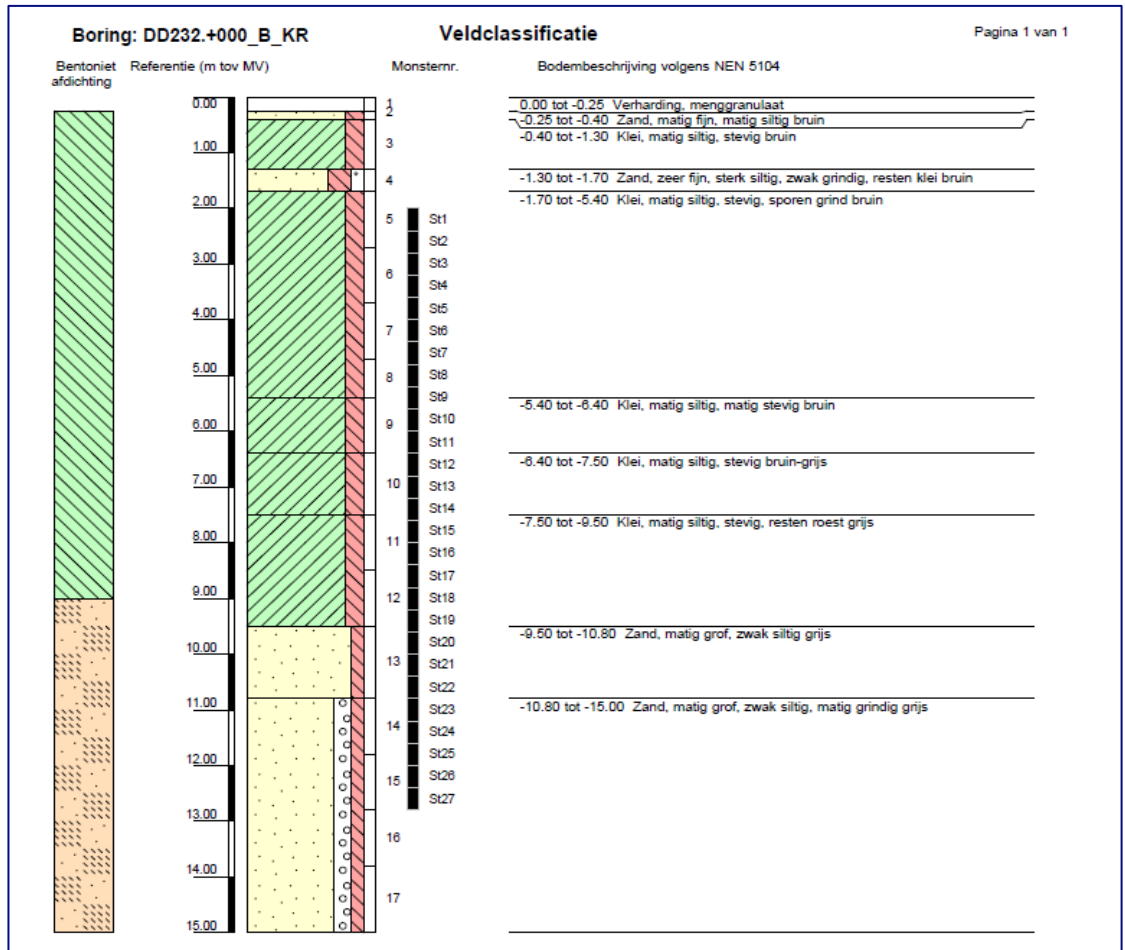 Boring: DD232.+000_B_KR Veldclassificatie Pagina 1 van 1
Bentoniet afdichting Referentie (m tov MV) Monsternr. Bodembeschrijving volgens NEN 5104
0.00 1 0.00 tot -0.25 Verharding, menggranulaat
2 -0.25 tot -0.40 Zand, matig fijn, matig siltig bruin
3 -0.40 tot -1.30 Klei, matig siltig, stevig bruin
1.00
4 * -1.30 tot -1.70 Zand, zeer fijn, sterk siltig, zwak grindig, resten klei bruin
2.00 -1.70 tot -5.40 Klei, matig siltig, stevig, sporen grind bruin
5 St1
St2
3.00 St3
6 St4
St5
4.00 St6
7 St7
5.00 8 St8
St9 -5.40 tot -6.40 Klei, matig siltig, matig stevig bruin
9 St10
6.00 St11
St12 -6.40 tot -7.50 Klei, matig siltig, stevig bruin-grijs
7.00 10 St13
St14
St15 -7.50 tot -9.50 Klei, matig siltig, stevig, resten roest grijs
8.00 11 St16
St17
9.00 12 St18
St19
St20 -9.50 tot -10.80 Zand, matig grof, zwak siltig grijs
10.00 13 St21
St22
11.00 St23 -10.80 tot -15.00 Zand, matig grof, zwak siltig, matig grindig grijs
14 St24
St25
12.00 15 St26
St27
13.00
16
14.00
17
15.00